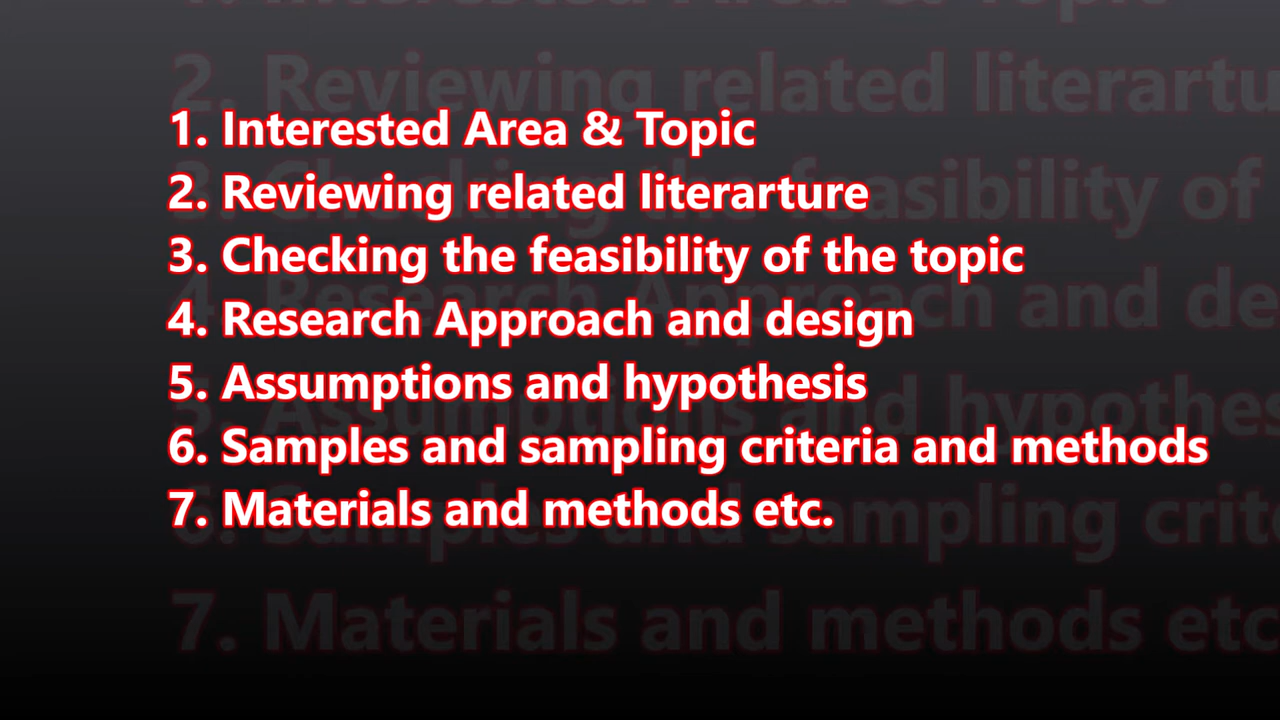 1. Interested Area & Topic
2. Reviewing related literarture
3. Checking the feasibility of the topic
4. Research Approach and design
5. Assumptions and hypothesis
6. Samples and sampling criteria and methods
7. Materials and methods etc.